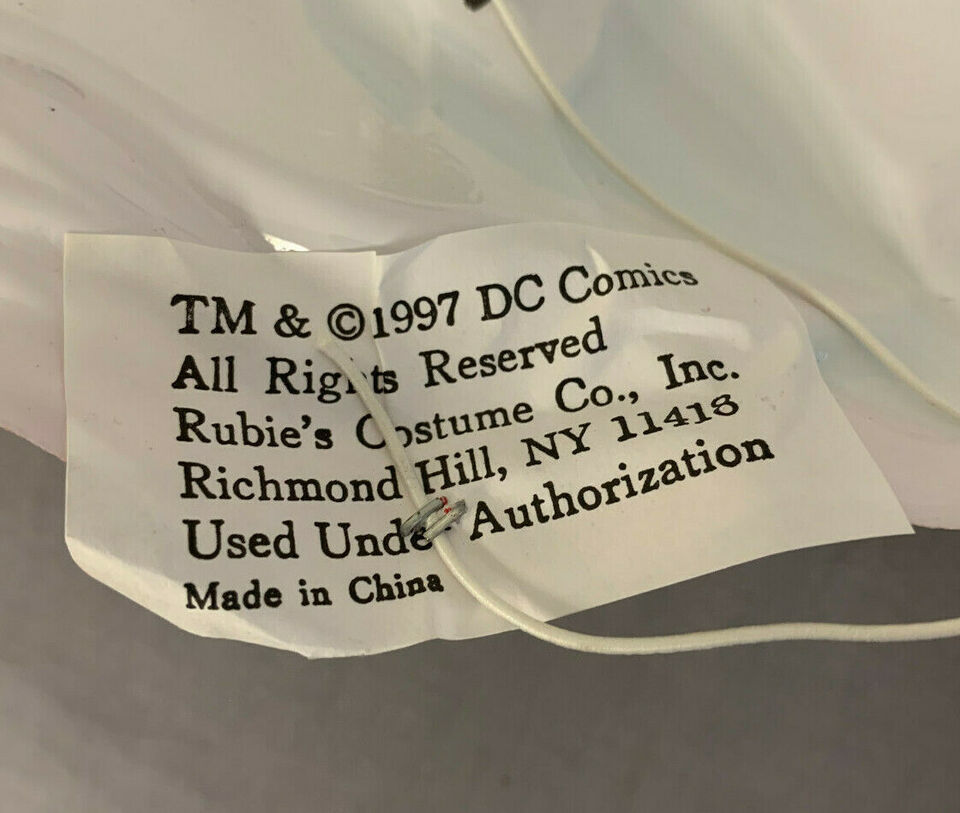 TM & ©1997 DC Comics
All Rights Reserved
Rubie's Costume Co., Inc.
Richmond Hill, NY 11418
Used Under Authorization
Made in China